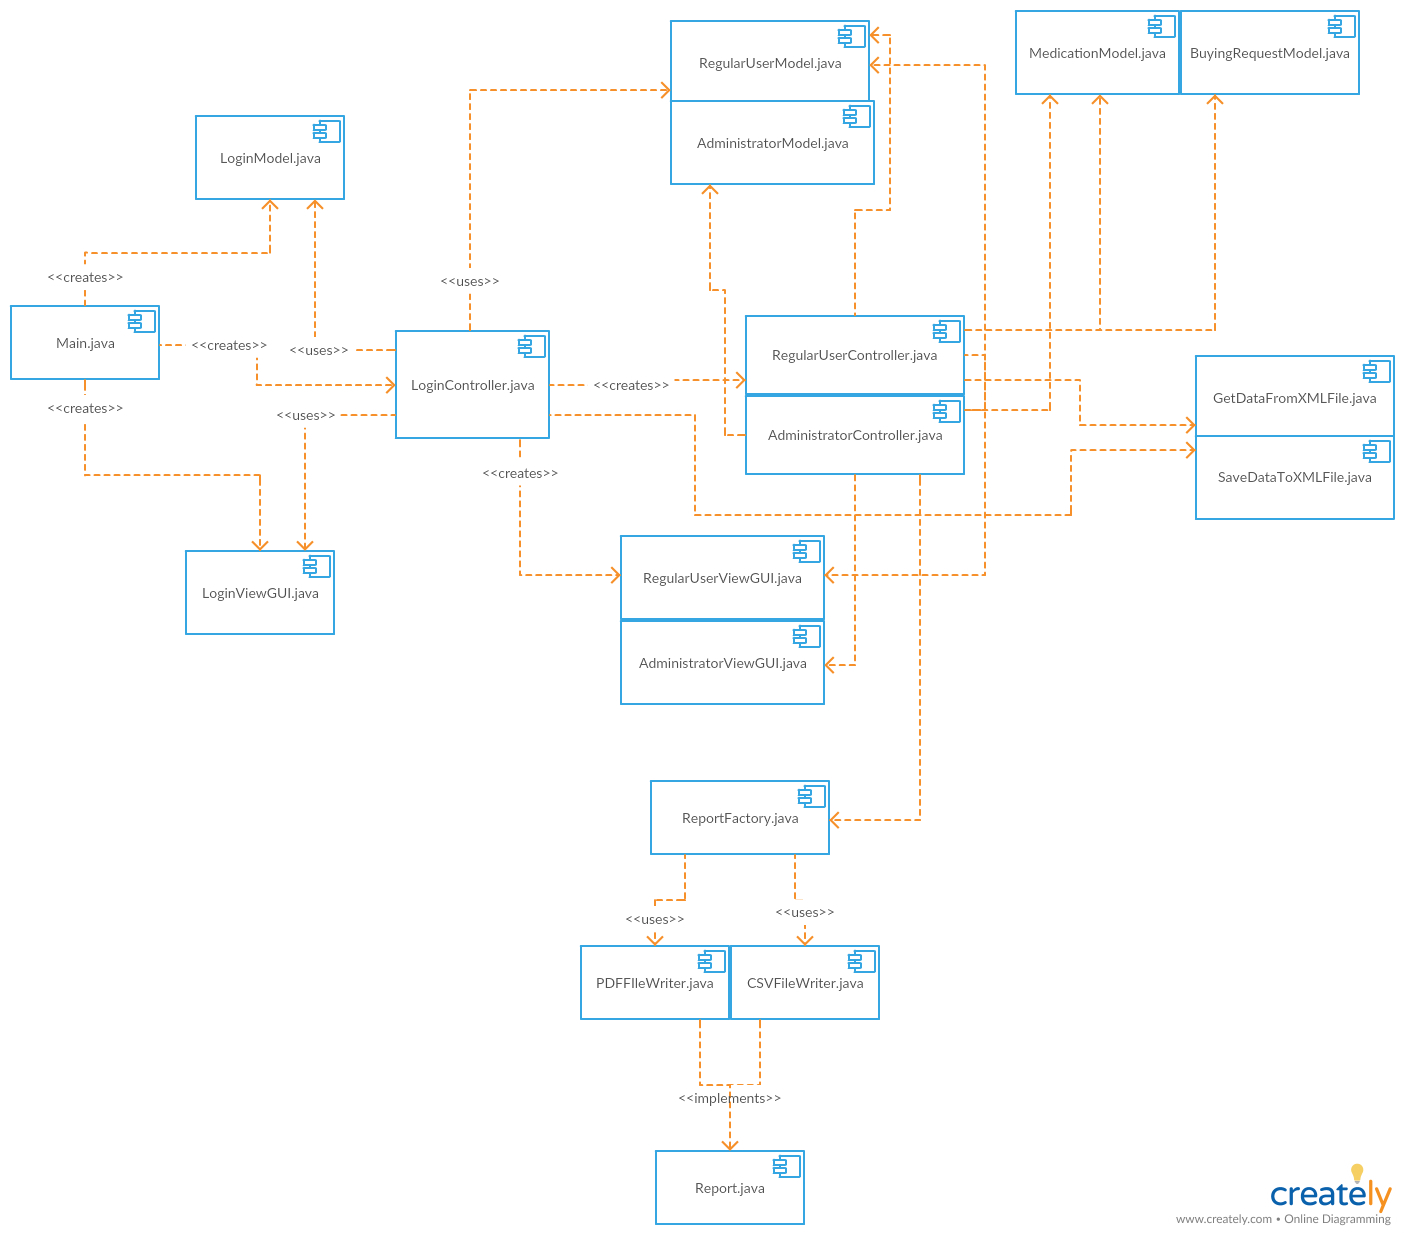 MedicationModel.java
BuyingRequestModel.java
RegularUserModel.java
AdministratorModel.java
LoginModel.java
<<creates>>
<<uses>>
Main.java
<<creates>>
<<uses>>
LoginController.java
<<creates>>
RegularUserController.java
AdministratorController.java
GetDataFromXMLFile.java
SaveDataToXMLFile.java
<<creates>>
<<uses>>
<<creates>>
LoginViewGUI.java
RegularUserViewGUI.java
AdministratorViewGUI.java
ReportFactory.java
<<uses>>
<<uses>>
PDFFIleWriter.java
CSVFileWriter.java
<<implements>>
Report.java
creately
www.creately.com • Online Diagramming